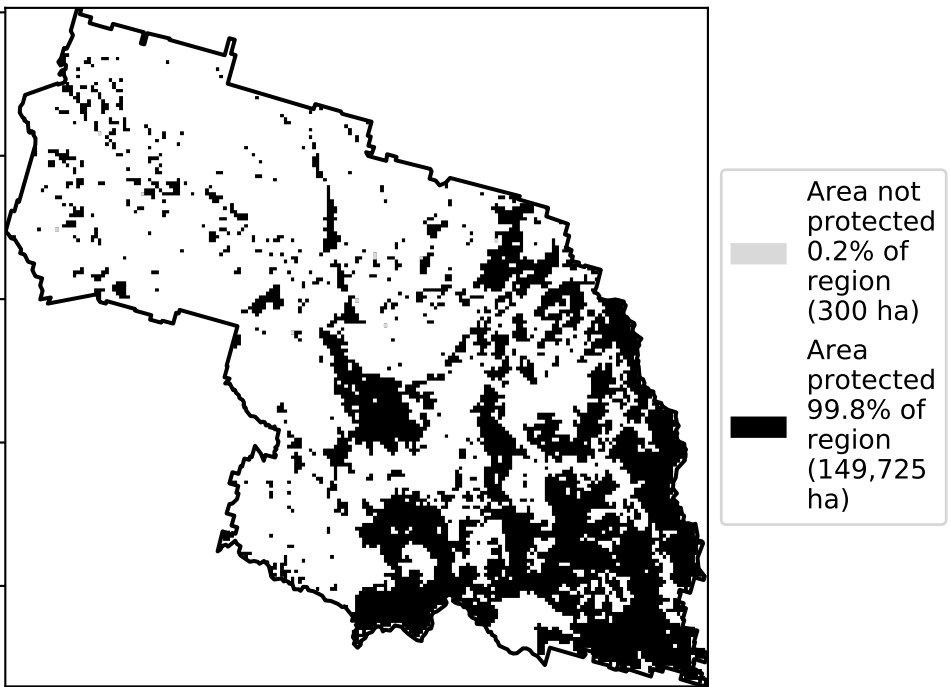 Area not
protected
0.2% of
region
(300 ha)
Area
protected
99.8% of
region
(149,725
ha)